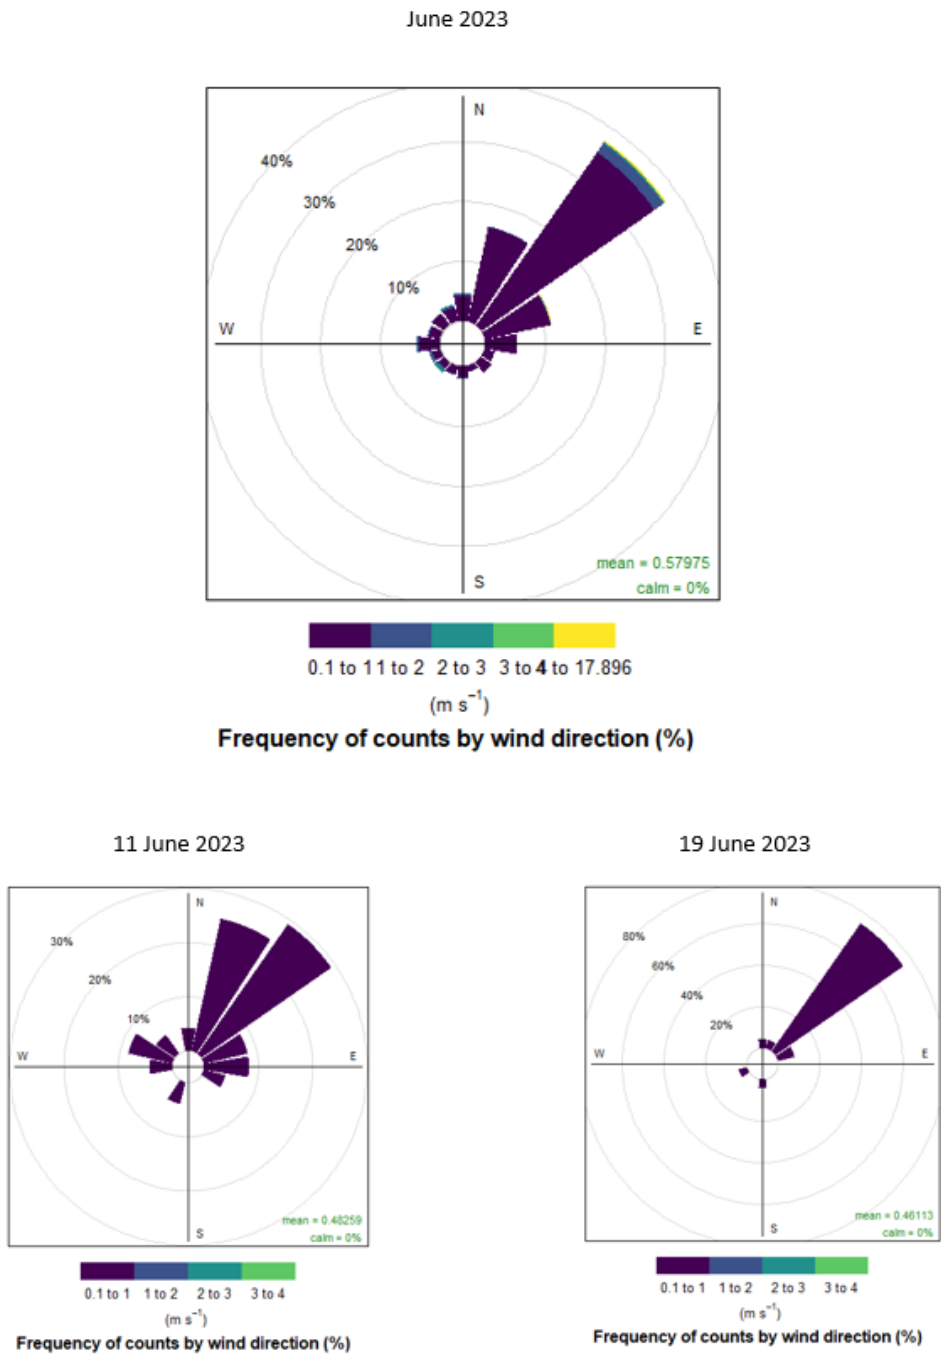 June 2023
N
40%
30%
20%
10%
W
E
S
mean = 0.57975
calm = 0%
0.1 to 11 to 2 2 to 3 3 to 4 to 17.896
(m s⁻¹)
Frequency of counts by wind direction (%)
11 June 2023
N
30%
20%
10%
W
E
S
mean = 0.48259
calm = 0%
0.1 to 1 1 to 2 2 to 3 3 to 4
(m s⁻¹)
Frequency of counts by wind direction (%)
19 June 2023
N
80%
60%
40%
20%
W
E
S
mean = 0.46113
calm = 0%
0.1 to 1 1 to 2 2 to 3 3 to 4
(m s⁻¹)
Frequency of counts by wind direction (%)